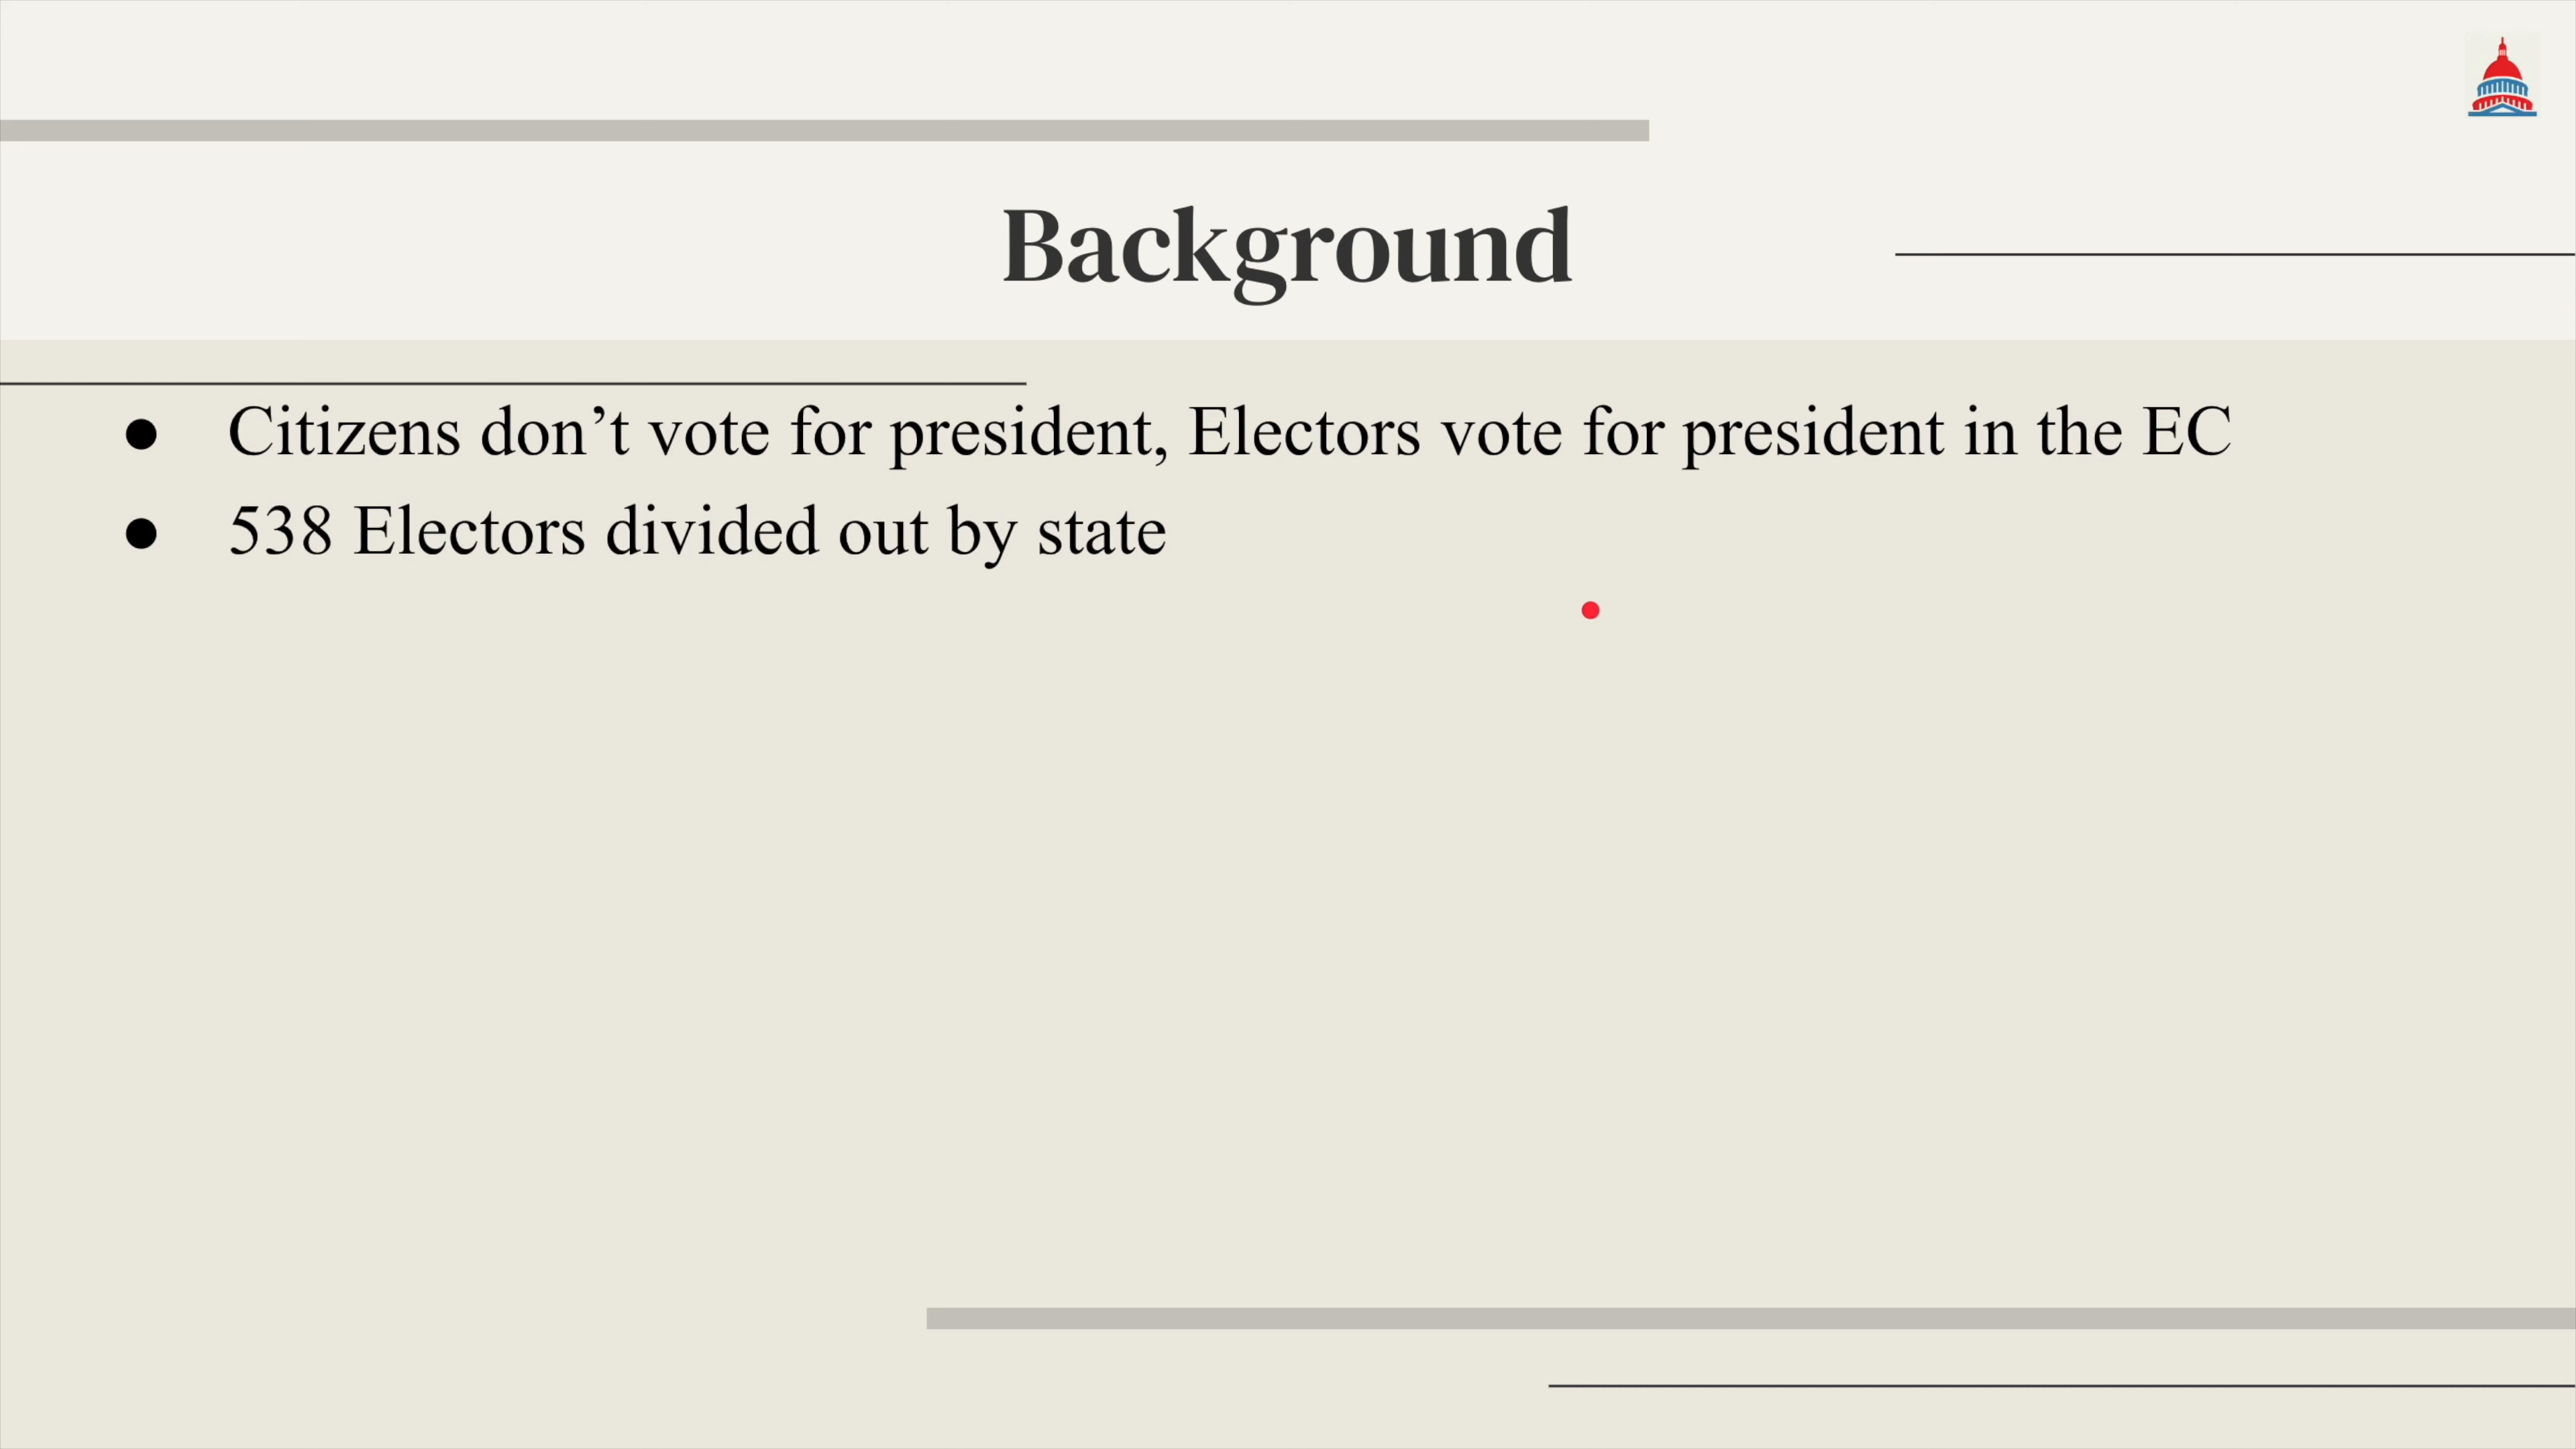 Background
● Citizens don’t vote for president, Electors vote for president in the EC
● 538 Electors divided out by state